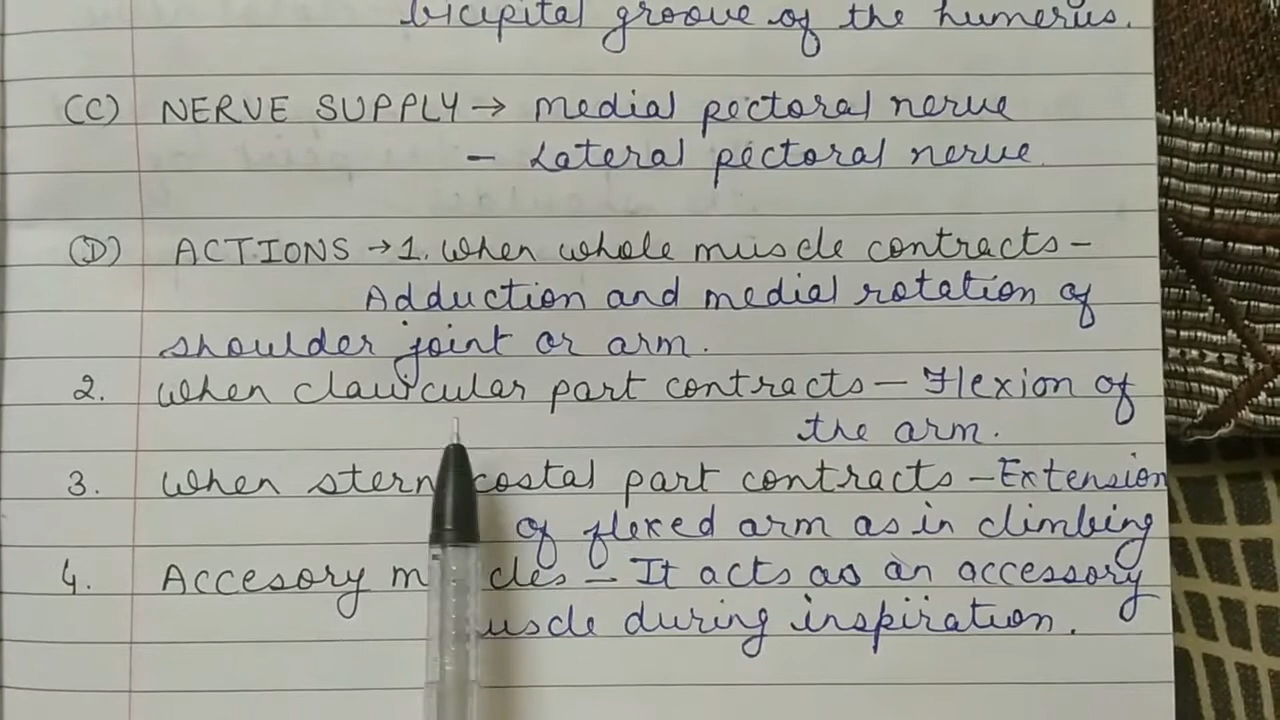 bicipital groove of the humerus.
(C) NERVE SUPPLY → medial pectoral nerve
- Lateral pectoral nerve
(D) ACTIONS → 1. When whole muscle contracts -
Adduction and medial rotation of
shoulder joint or arm.
2. When clavicular part contracts - Flexion of
the arm.
3. When stern costal part contracts - Extension
of flexed arm as in climbing
4. Accesory m cles - It acts as an accessory
uscle during inspiration.